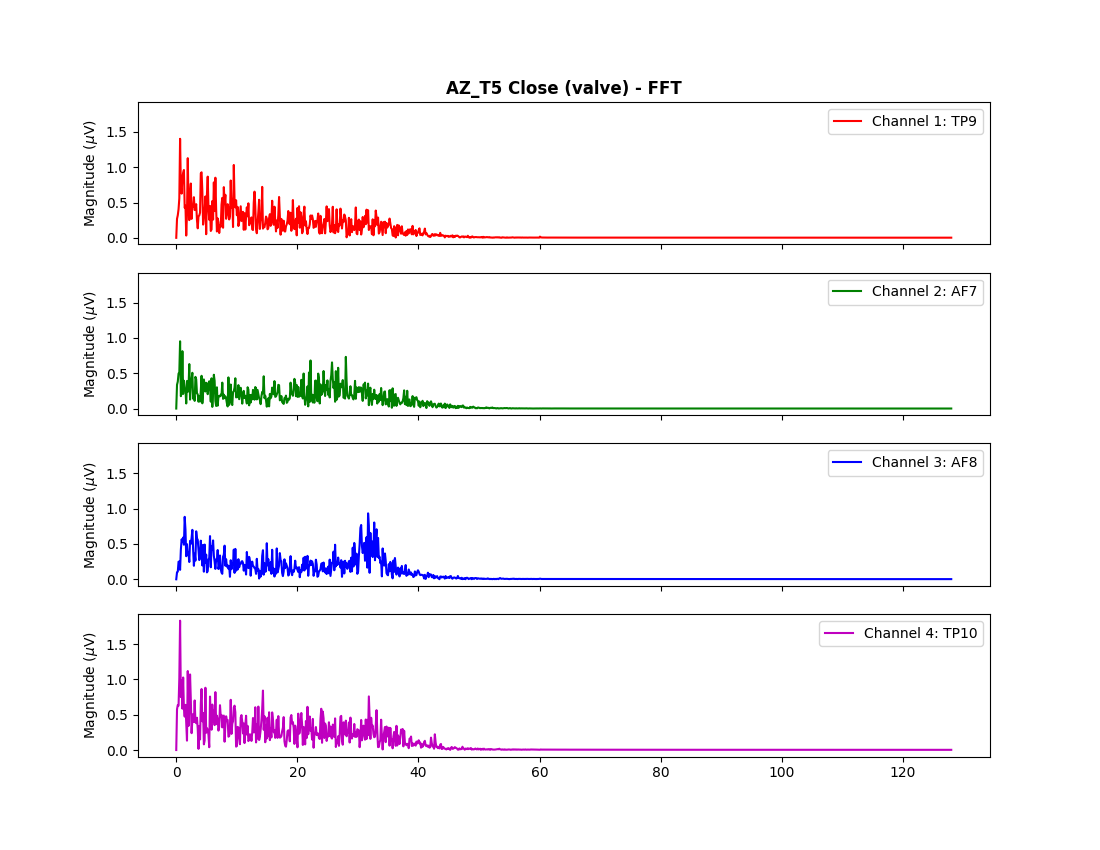 AZ_T5 Close (valve) - FFT
Magnitude (μV)
1.5
1.0
0.5
0.0
Channel 1: TP9
Magnitude (μV)
1.5
1.0
0.5
0.0
Channel 2: AF7
Magnitude (μV)
1.5
1.0
0.5
0.0
Channel 3: AF8
Magnitude (μV)
1.5
1.0
0.5
0.0
Channel 4: TP10
0 20 40 60 80 100 120